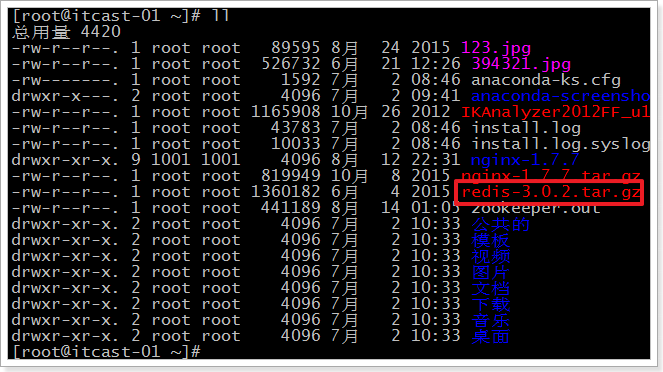 [root@itcast-01 ~]# ll
总用量 4420
-rw-r--r--. 1 root root 89595 8月 24 2015 123.jpg
-rw-r--r--. 1 root root 526732 6月 21 12:26 394321.jpg
-rw-------. 1 root root 1592 7月 2 08:46 anaconda-ks.cfg
drwxr-x---. 2 root root 4096 7月 2 09:41 anaconda-screensho
-rw-r--r--. 1 root root 1165908 10月 26 2012 IKAnalyzer2012FF_u1
-rw-r--r--. 1 root root 43783 7月 2 08:46 install.log
-rw-r--r--. 1 root root 10033 7月 2 08:46 install.log.syslog
drwxr-xr-x. 9 1001 1001 4096 8月 12 22:31 nginx-1.7.7
-rw-r--r--. 1 root root 819949 10月 8 2015 nginx-1.7.7.tar.gz
-rw-r--r--. 1 root root 1360182 6月 4 2015 redis-3.0.2.tar.gz
-rw-r--r--. 1 root root 441189 8月 14 01:05 zookeeper.out
drwxr-xr-x. 2 root root 4096 7月 2 10:33 公共的
drwxr-xr-x. 2 root root 4096 7月 2 10:33 模板
drwxr-xr-x. 2 root root 4096 7月 2 10:33 视频
drwxr-xr-x. 2 root root 4096 7月 2 10:33 图片
drwxr-xr-x. 2 root root 4096 7月 2 10:33 文档
drwxr-xr-x. 2 root root 4096 7月 2 10:33 下载
drwxr-xr-x. 2 root root 4096 7月 2 10:33 音乐
drwxr-xr-x. 2 root root 4096 7月 2 10:33 桌面
[root@itcast-01 ~]#